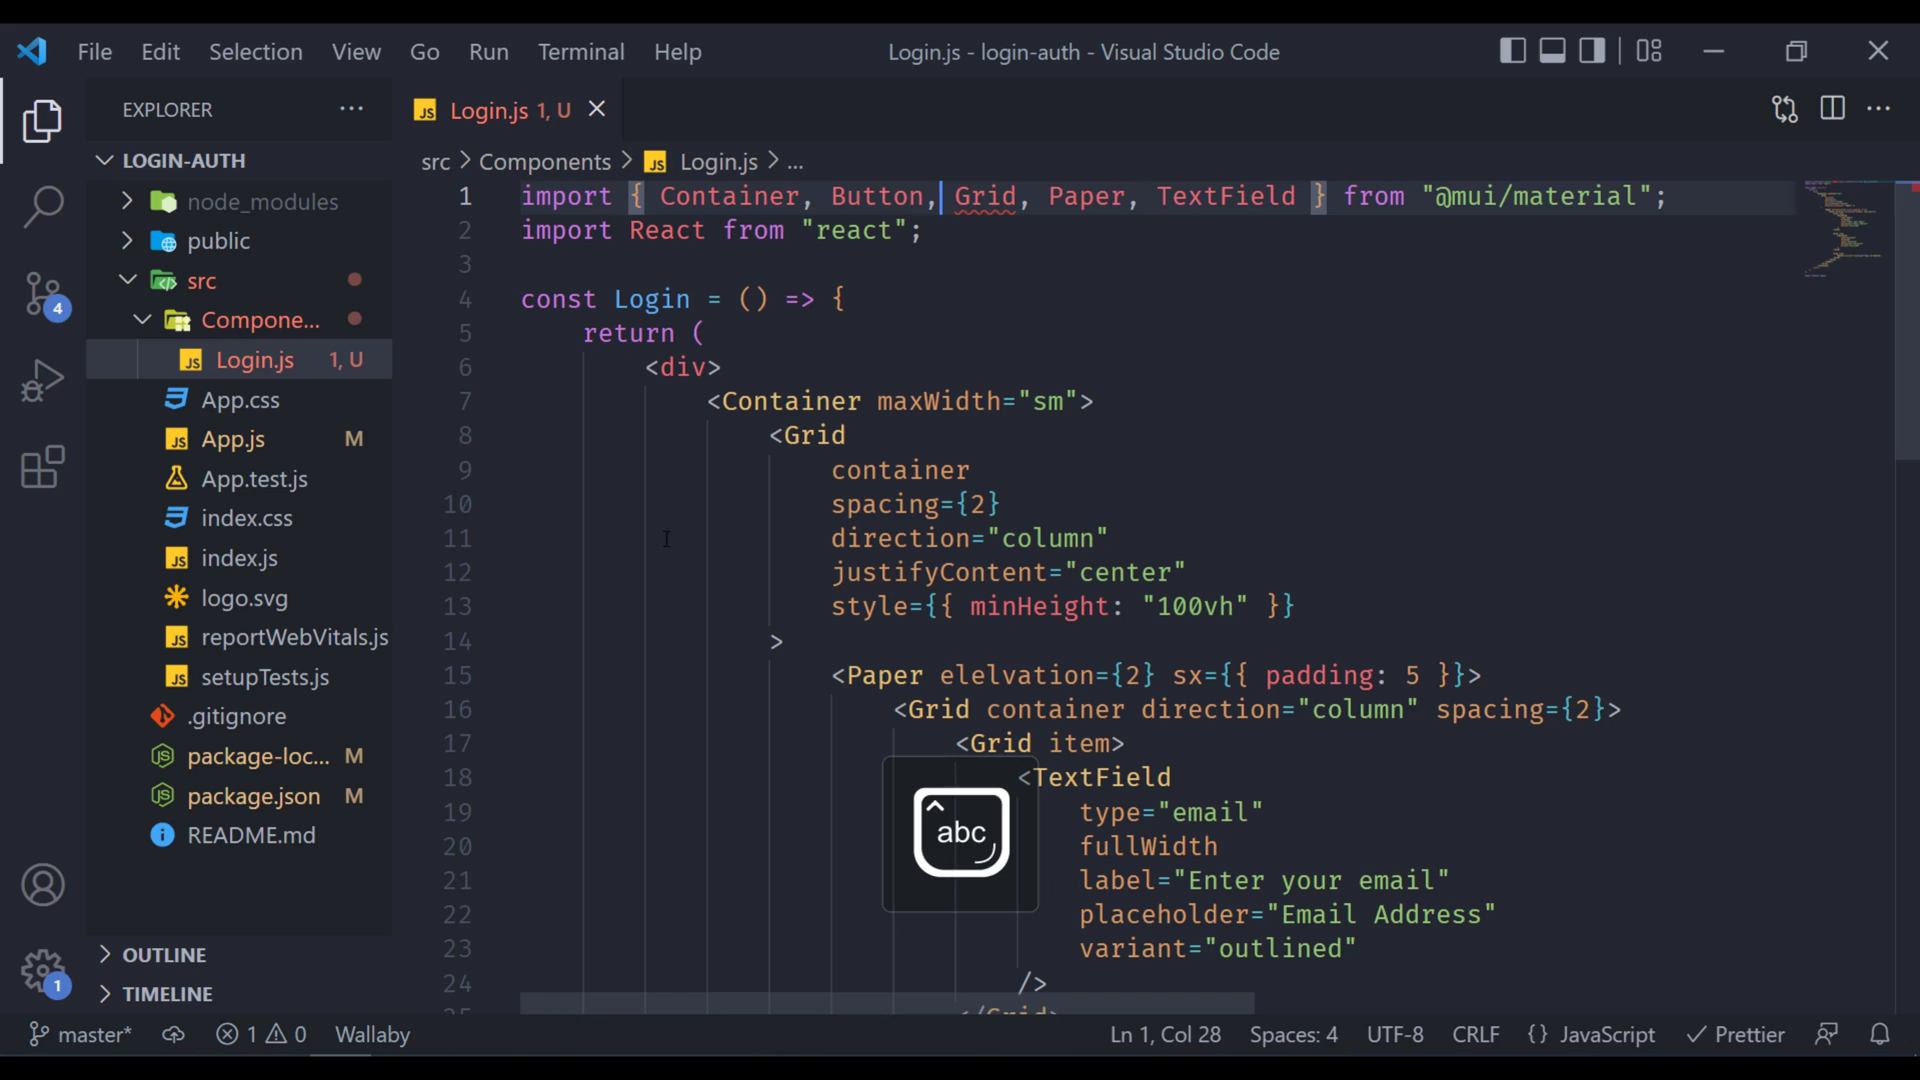 File Edit Selection View Go Run Terminal Help Login.js - login-auth - Visual Studio Code
EXPLORER
Login.js 1, U
LOGIN-AUTH
src > Components > Login.js > ...
node_modules
public
src
Compone...
Login.js 1, U
App.css
App.js M
App.test.js
index.css
index.js
logo.svg
reportWebVitals.js
setupTests.js
.gitignore
package-loc... M
package.json M
README.md
OUTLINE
TIMELINE
4
1
1 import { Container, Button, Grid, Paper, TextField } from "@mui/material";
2 import React from "react";
3
4 const Login = () => {
5 return (
6 <div>
7 <Container maxWidth="sm">
8 <Grid
9 container
10 spacing={2}
11 direction="column"
12 justifyContent="center"
13 style={{ minHeight: "100vh" }}
14 >
15 <Paper elelvation={2} sx={{ padding: 5 }}>
16 <Grid container direction="column" spacing={2}>
17 <Grid item>
18 <TextField
19 type="email"
20 fullWidth
21 label="Enter your email"
22 placeholder="Email Address"
23 variant="outlined"
24 />
25 </Grid>
abc
master* 1 0 Wallaby Ln 1, Col 28 Spaces: 4 UTF-8 CRLF {} JavaScript Prettier